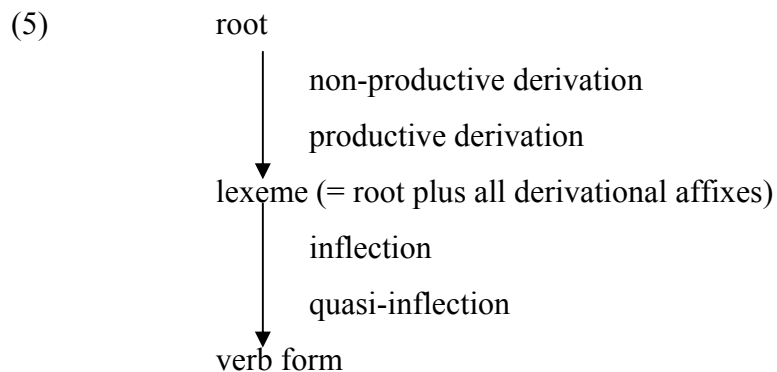 (5) root
non-productive derivation
productive derivation
lexeme (= root plus all derivational affixes)
inflection
quasi-inflection
verb form